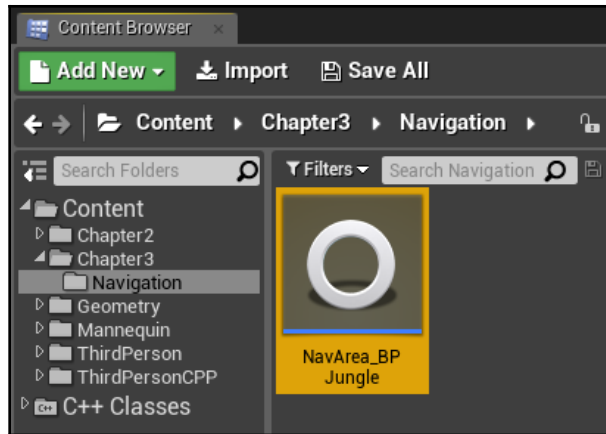 Content Browser
Add New Import Save All
Content Chapter3 Navigation
Search Folders Filters Search Navigation
Content
Chapter2
Chapter3
Navigation
Geometry
Mannequin
ThirdPerson
ThirdPersonCPP
C++ C++ Classes
NavArea_BP
Jungle